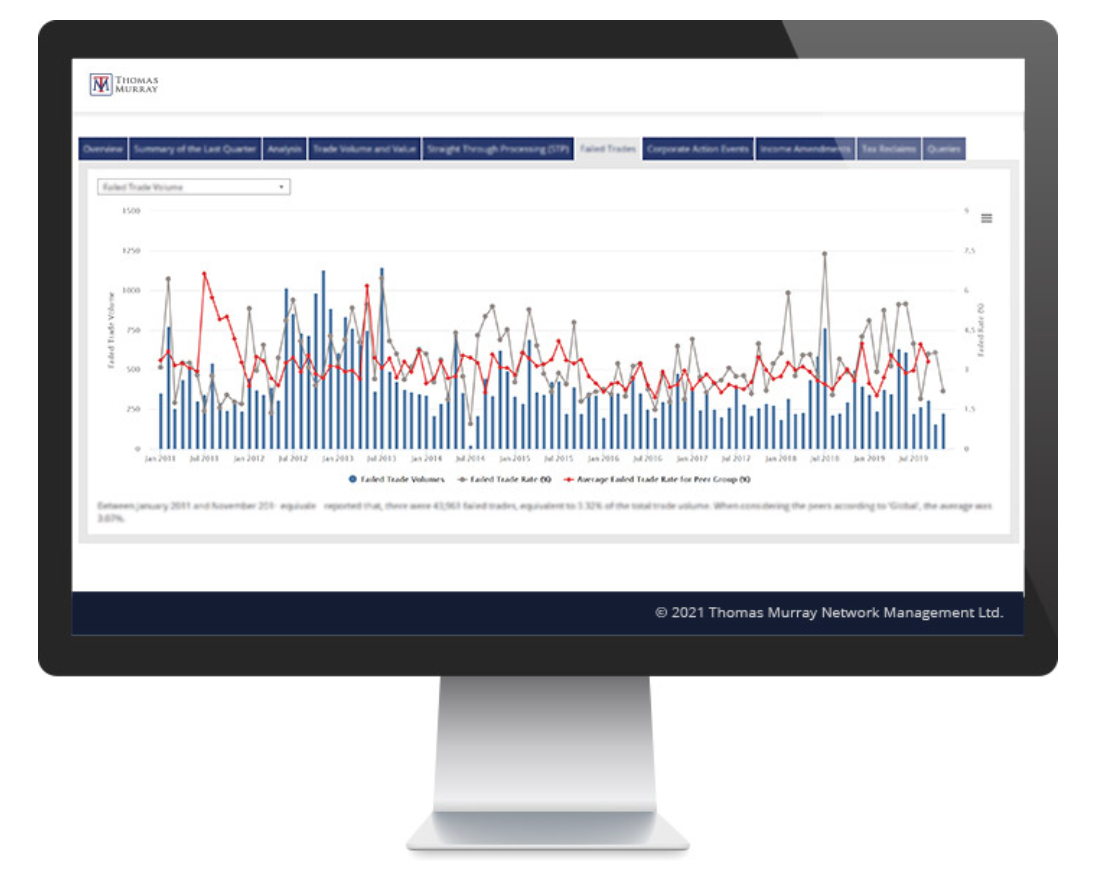 THOMAS
MURRAY
Overview Summary of the Last Quarter Analysis Trade Volume and Value Straight Through Processing (STP) Failed Trades Corporate Action Events Income Amendments Tax Reclaims Queries
Failed Trade Volume
1500 9
1250 7.5
1000 6
750 4.5
500 3
250 1.5
0 0
Failed Trade Volume
Failed Rate (%)
Jan 2011 Jul 2011 Jan 2012 Jul 2012 Jan 2013 Jul 2013 Jan 2014 Jul 2014 Jan 2015 Jul 2015 Jan 2016 Jul 2016 Jan 2017 Jul 2017 Jan 2018 Jul 2018 Jan 2019 Jul 2019
Failed Trade Volumes Failed Trade Rate (%) Average Failed Trade Rate for Peer Group (%)
Between January 2011 and November reported that, there were 43,961 failed trades, equivalent to 3.32% of the total trade volume. When considering the peers according to 'Global', the average was
3.67%.
© 2021 Thomas Murray Network Management Ltd.